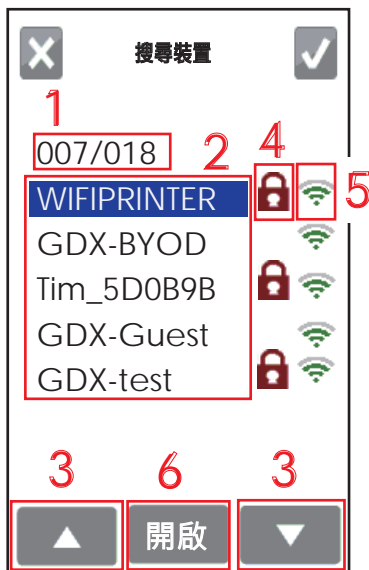 搜尋裝置
1
007/018
2
4
5
WIFIPRINTER
GDX-BYOD
Tim_5D0B9B
GDX-Guest
GDX-test
3
6
3
開啟